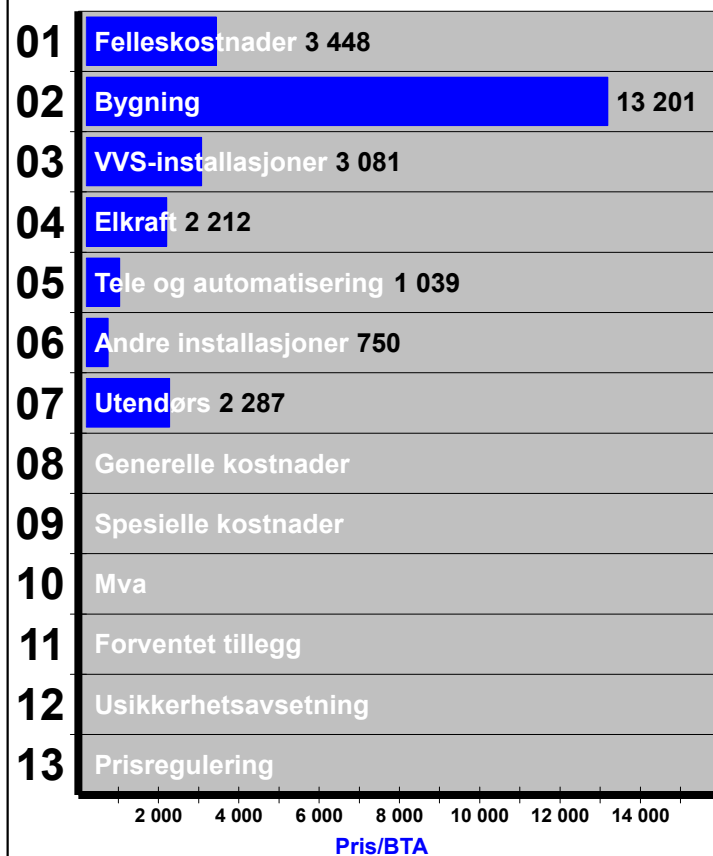 01 Felleskostnader 3 448
02 Bygning 13 201
03 VVS-installasjoner 3 081
04 Elkraft 2 212
05 Tele og automatisering 1 039
06 Andre installasjoner 750
07 Utendørs 2 287
08 Generelle kostnader
09 Spesielle kostnader
10 Mva
11 Forventet tillegg
12 Usikkerhetsavsetning
13 Prisregulering
2 000 4 000 6 000 8 000 10 000 12 000 14 000
Pris/BTA